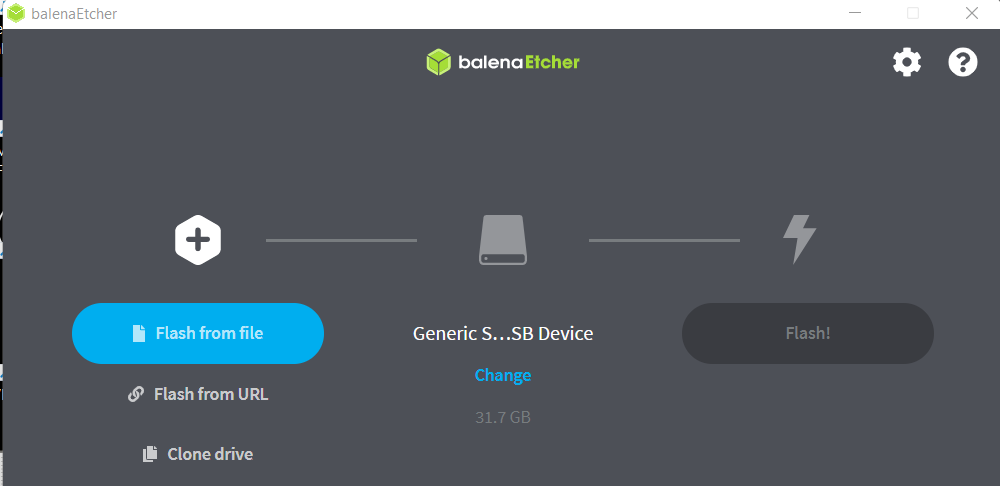 balenaEtcher
balenaEtcher
Flash from file
Generic S...SB Device
Flash!
Flash from URL
Change
31.7 GB
Clone drive